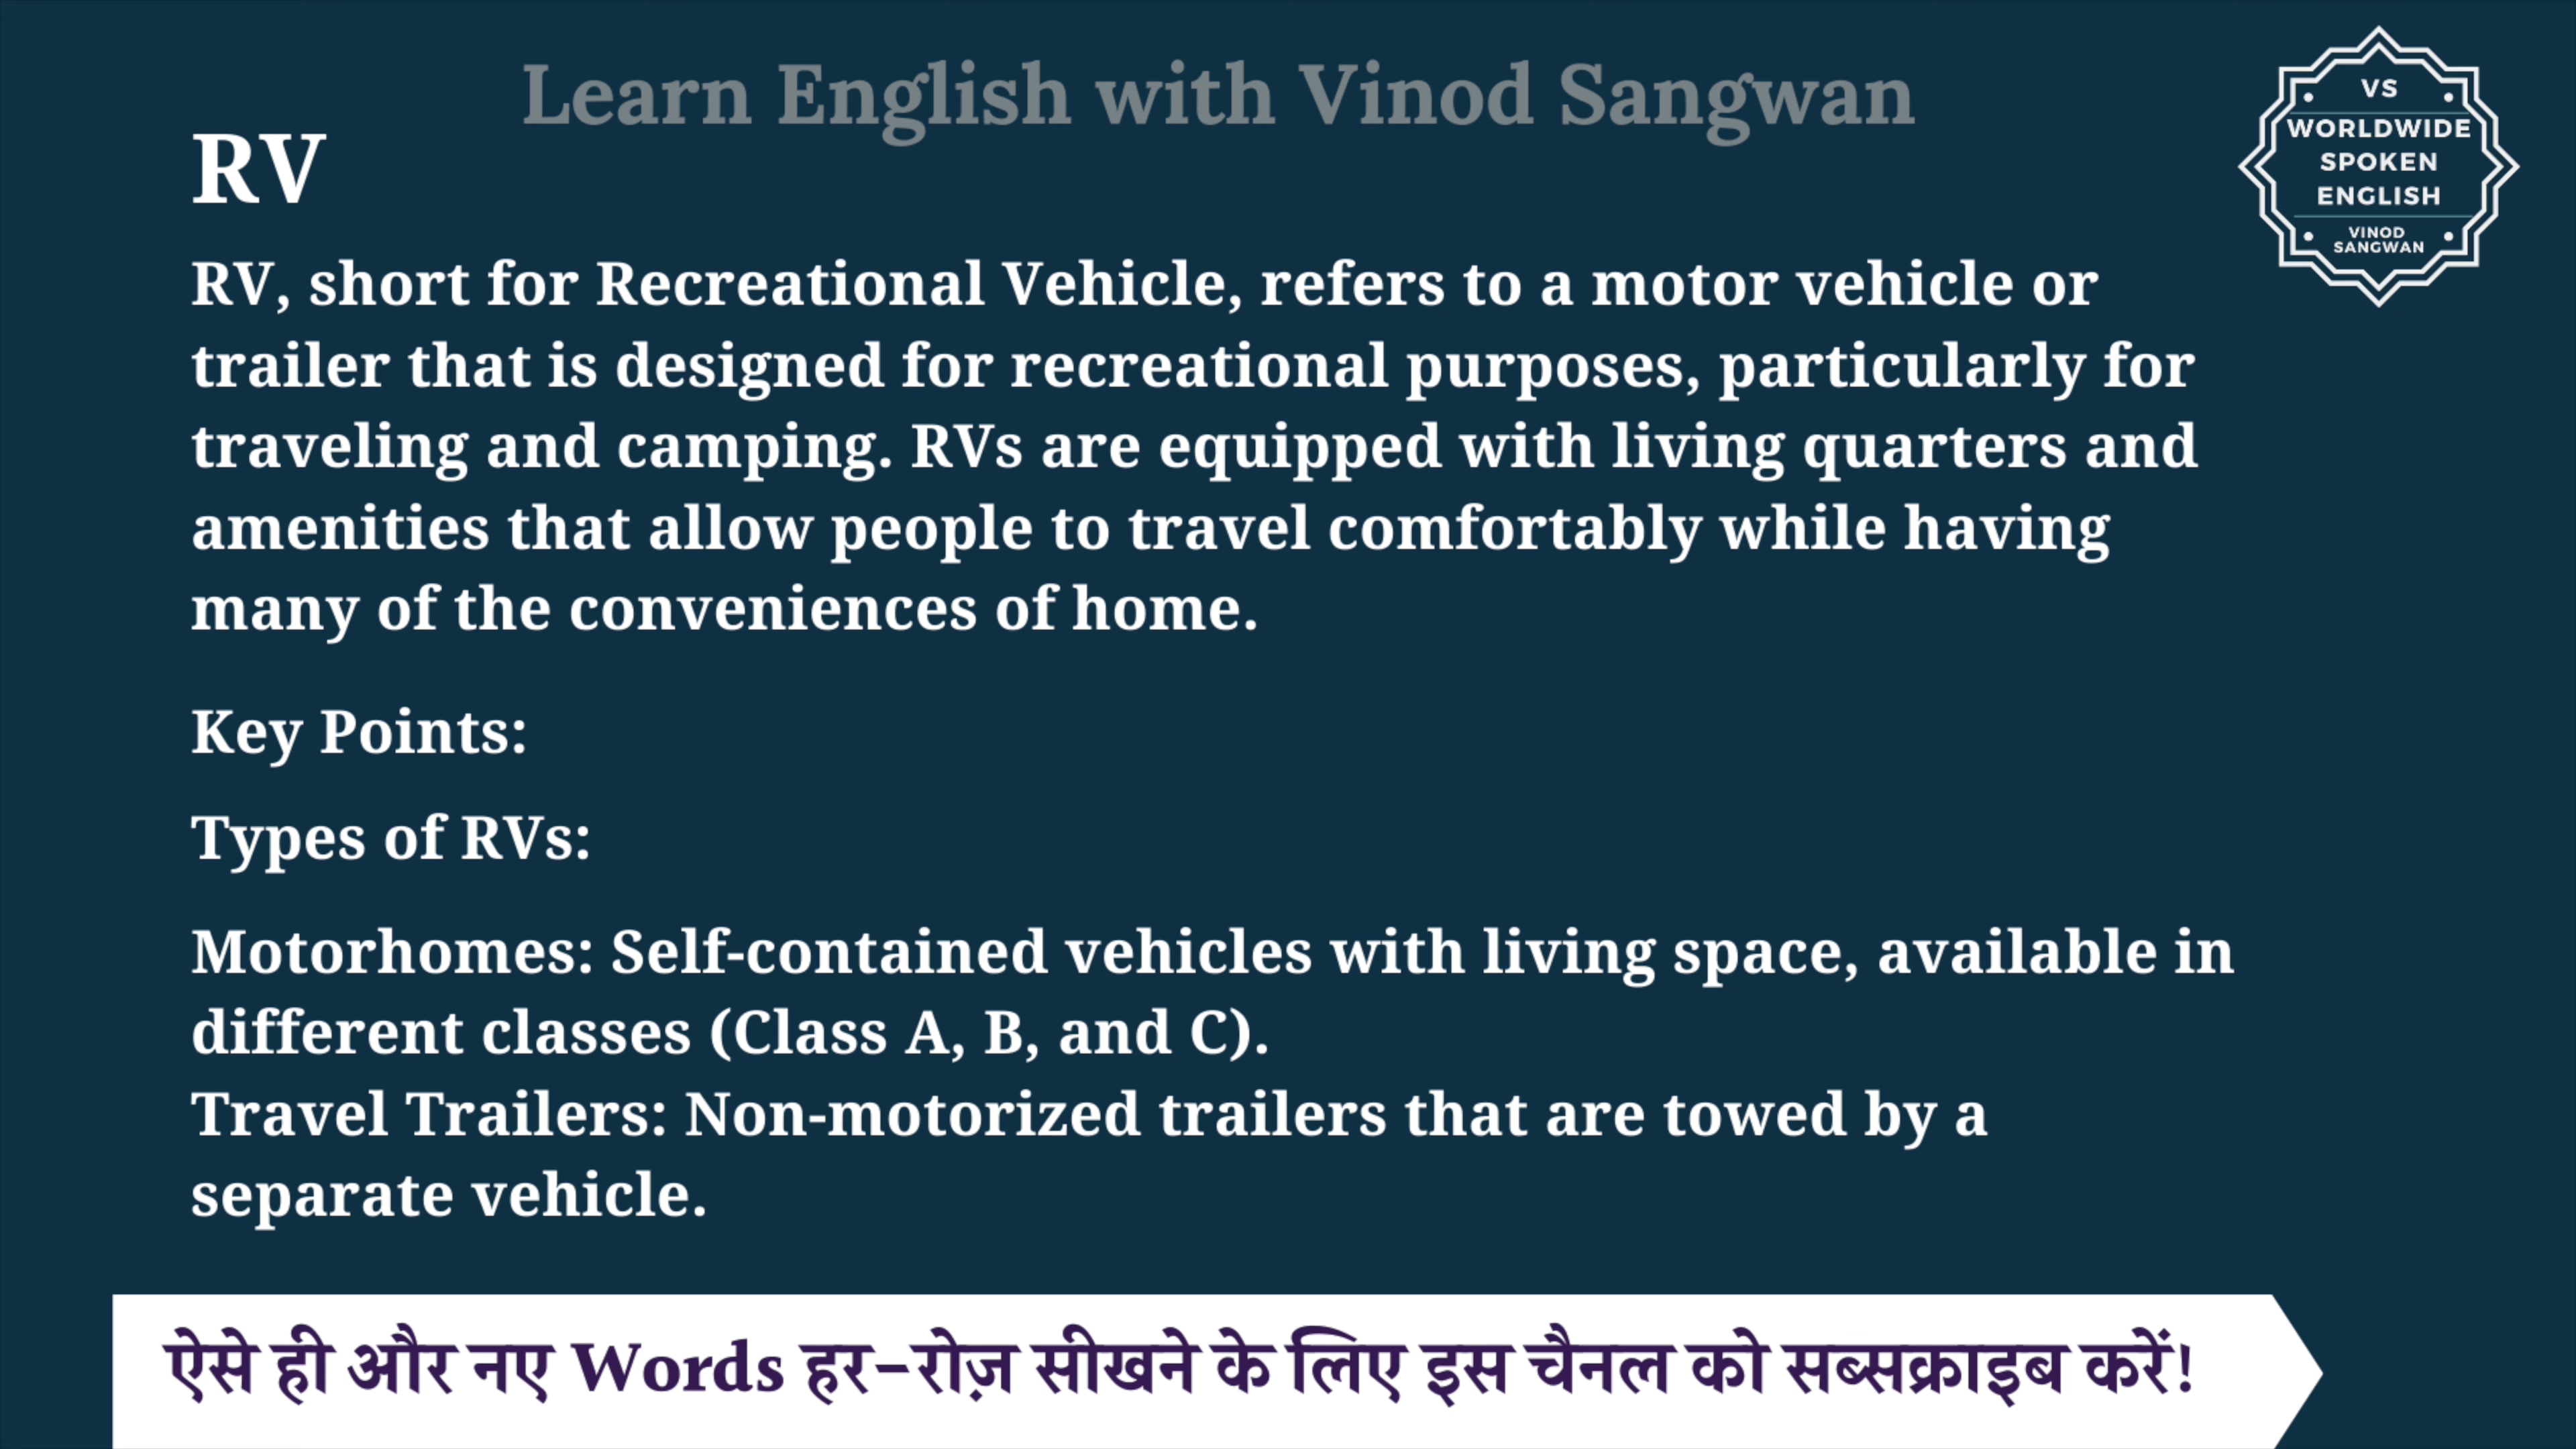 Learn English with Vinod Sangwan
VS
WORLDWIDE
SPOKEN
ENGLISH
VINOD
SANGWAN
RV
RV, short for Recreational Vehicle, refers to a motor vehicle or
trailer that is designed for recreational purposes, particularly for
traveling and camping. RVs are equipped with living quarters and
amenities that allow people to travel comfortably while having
many of the conveniences of home.
Key Points:
Types of RVs:
Motorhomes: Self-contained vehicles with living space, available in
different classes (Class A, B, and C).
Travel Trailers: Non-motorized trailers that are towed by a
separate vehicle.
ऐसे ही और नए Words हर-रोज़ सीखने के लिए इस चैनल को सब्सक्राइब करें!